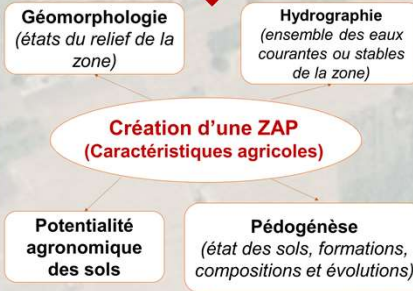 Géomorphologie
(états du relief de la
zone)
Hydrographie
(ensemble des eaux
courantes ou stables
de la zone)
Création d'une ZAP
(Caractéristiques agricoles)
Potentialité
agronomique
des sols
Pédogénèse
(état des sols, formations,
compositions et évolutions)